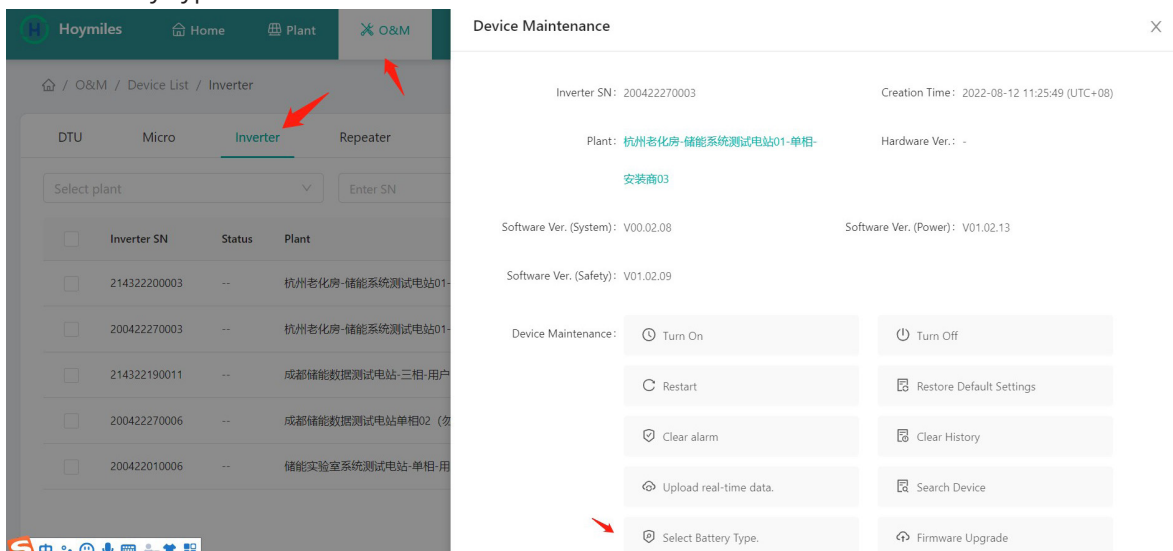 Hoymiles
Home
Plant
O&M
/ O&M / Device List / Inverter
DTU
Micro
Inverter
Repeater
Select plant
Enter SN
Inverter SN
Status
Plant
214322200003 -- 杭州老化房-储能系统测试电站01-
200422270003 -- 杭州老化房-储能系统测试电站01-
214322190011 -- 成都储能数据测试电站-三相-用户
200422270006 -- 成都储能数据测试电站单相02（勿
200422010006 -- 储能实验室系统测试电站-单相-用
中
Device Maintenance
Inverter SN: 200422270003
Creation Time: 2022-08-12 11:25:49 (UTC+08)
Plant: 杭州老化房-储能系统测试电站01-单相-
安装商03
Hardware Ver.: -
Software Ver. (System): V00.02.08
Software Ver. (Power): V01.02.13
Software Ver. (Safety): V01.02.09
Device Maintenance:
Turn On
Turn Off
Restart
Restore Default Settings
Clear alarm
Clear History
Upload real-time data.
Search Device
Select Battery Type.
Firmware Upgrade